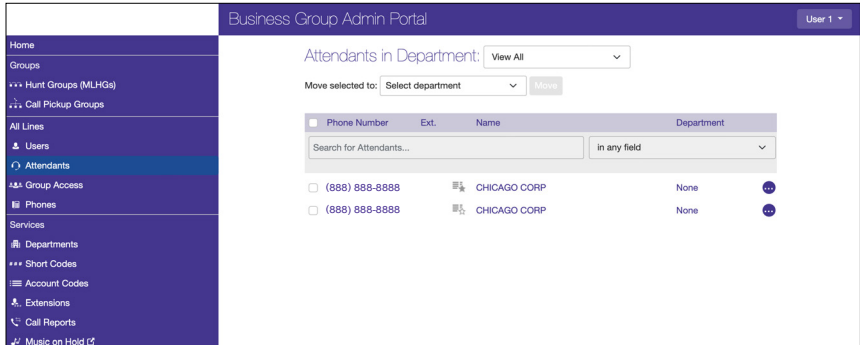 Business Group Admin Portal
User 1
Home
Groups
Hunt Groups (MLHGs)
Call Pickup Groups
All Lines
Users
Attendants
Group Access
Phones
Services
Departments
Short Codes
Account Codes
Extensions
Call Reports
Music on Hold
Attendants in Department: View All
Move selected to: Select department Move
Phone Number Ext. Name Department
Search for Attendants... in any field
(888) 888-8888 CHICAGO CORP None
(888) 888-8888 CHICAGO CORP None